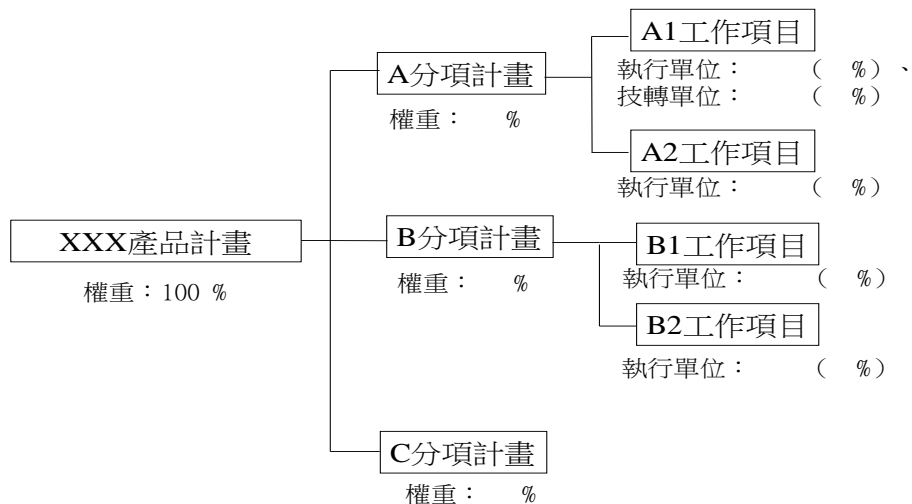 A1工作項目
執行單位：　　（　%）、
技轉單位：　　（　%）
A分項計畫
權重：　%
A2工作項目
執行單位：　　（　%）
XXX產品計畫
權重：100 %
B分項計畫
權重：　%
B1工作項目
執行單位：　　（　%）
B2工作項目
執行單位：　　（　%）
C分項計畫
權重：　%